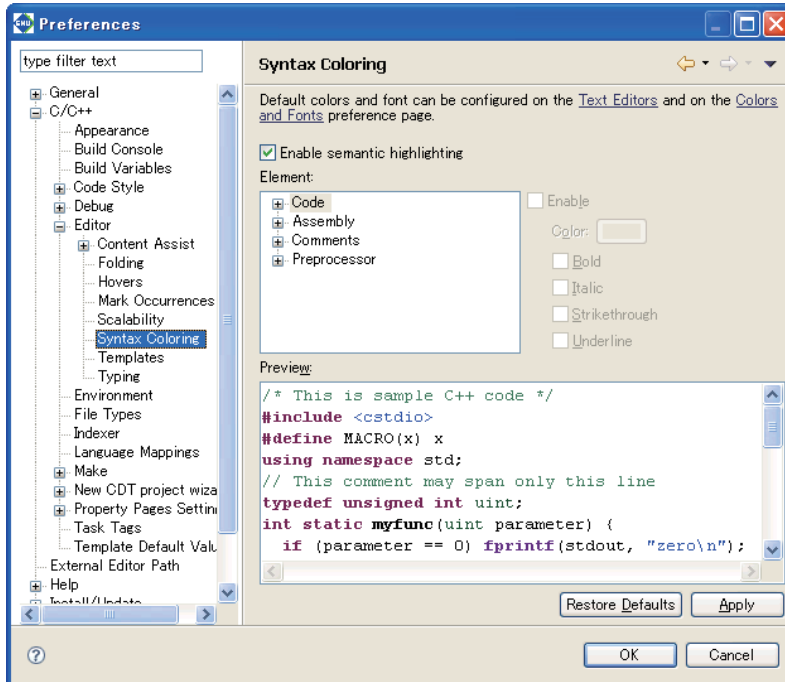 GNU Preferences
type filter text
General
C/C++
Appearance
Build Console
Build Variables
Code Style
Debug
Editor
Content Assist
Folding
Hovers
Mark Occurrences
Scalability
Syntax Coloring
Templates
Typing
Environment
File Types
Indexer
Language Mappings
Make
New CDT project wiza
Property Pages Settin
Task Tags
Template Default Valu
External Editor Path
Help
Install/Update
Syntax Coloring
Default colors and font can be configured on the Text Editors and on the Colors
and Fonts preference page.
Enable semantic highlighting
Element:
Code
Assembly
Comments
Preprocessor
Enable
Color:
Bold
Italic
Strikethrough
Underline
Preview:
/* This is sample C++ code */
#include <cstdio>
#define MACRO(x) x
using namespace std;
// This comment may span only this line
typedef unsigned int uint;
int static myfunc(uint parameter) {
if (parameter == 0) fprintf(stdout, "zero\n");
Restore Defaults
Apply
?
OK
Cancel